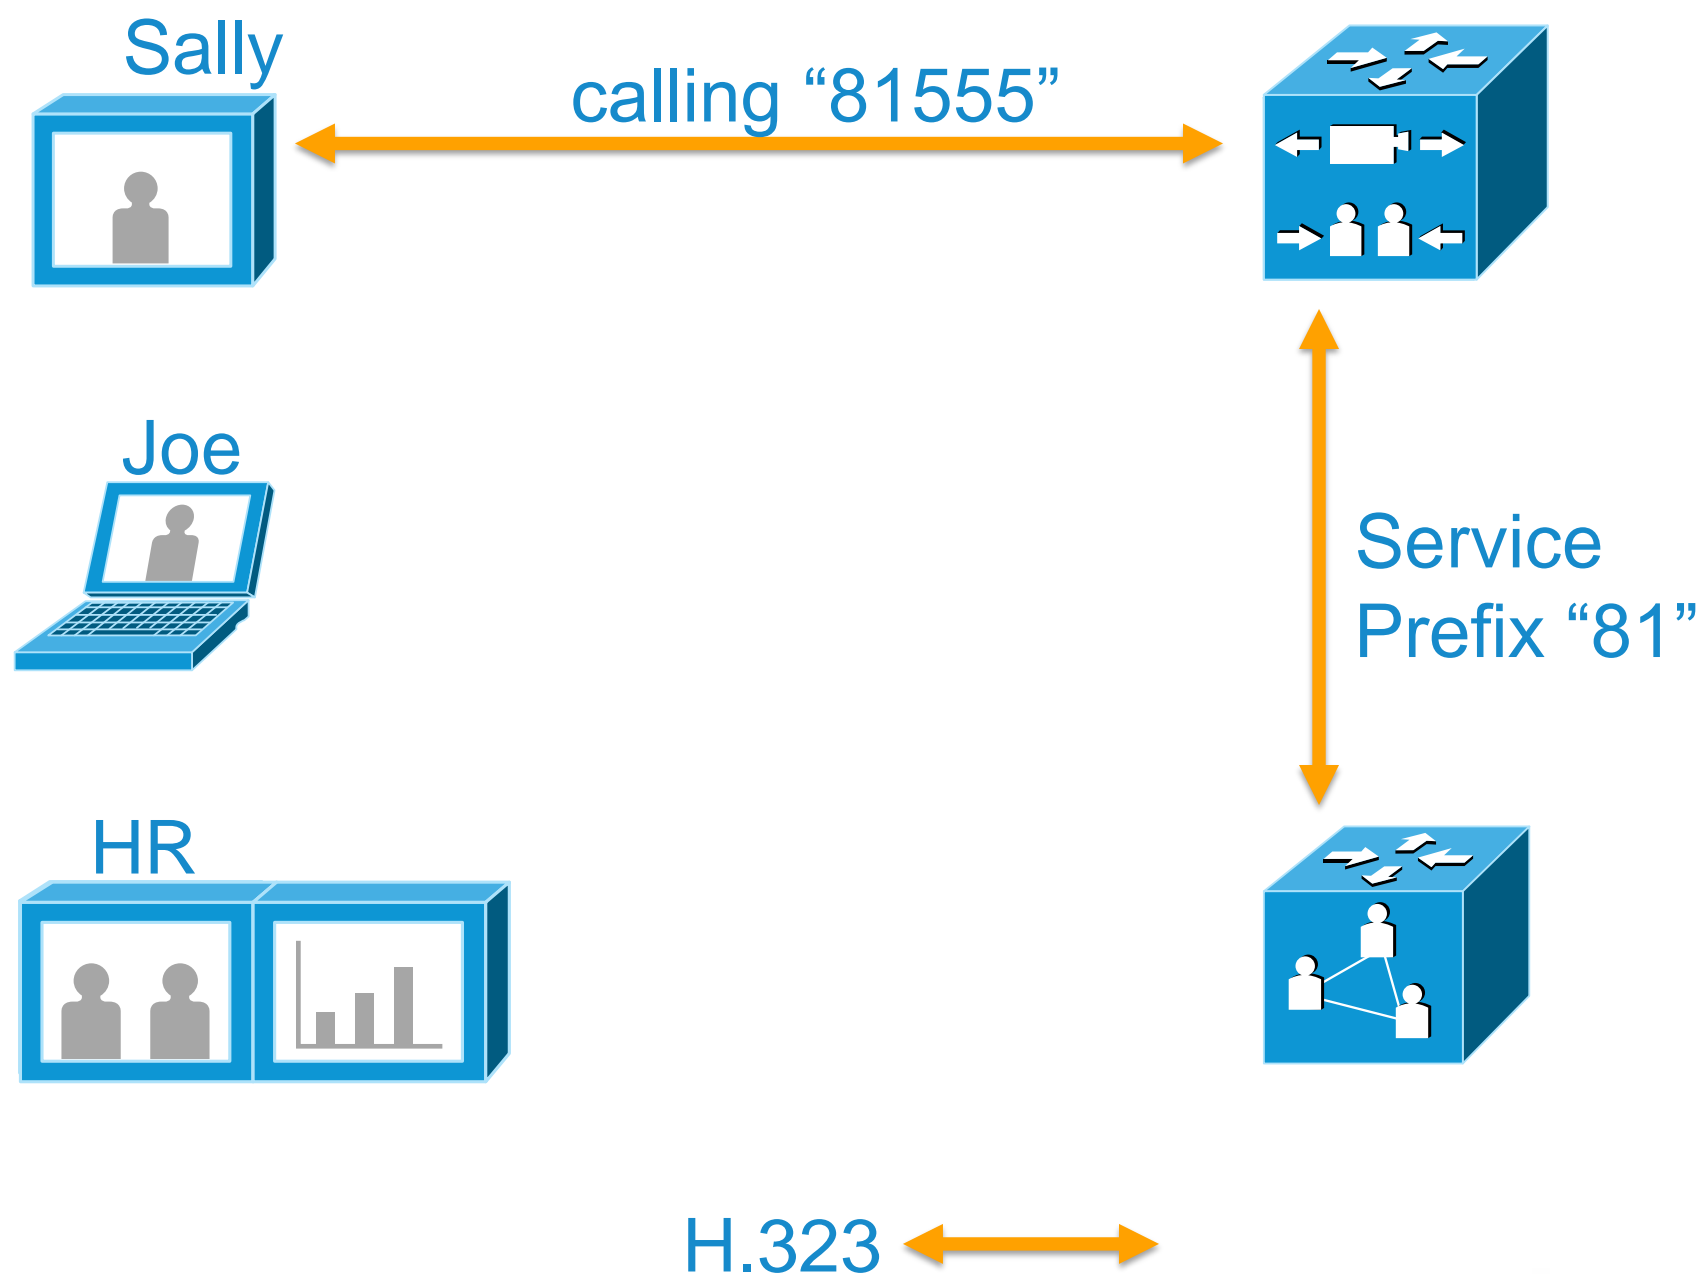 Sally
calling “81555”
Joe
Service
Prefix “81”
HR
H.323